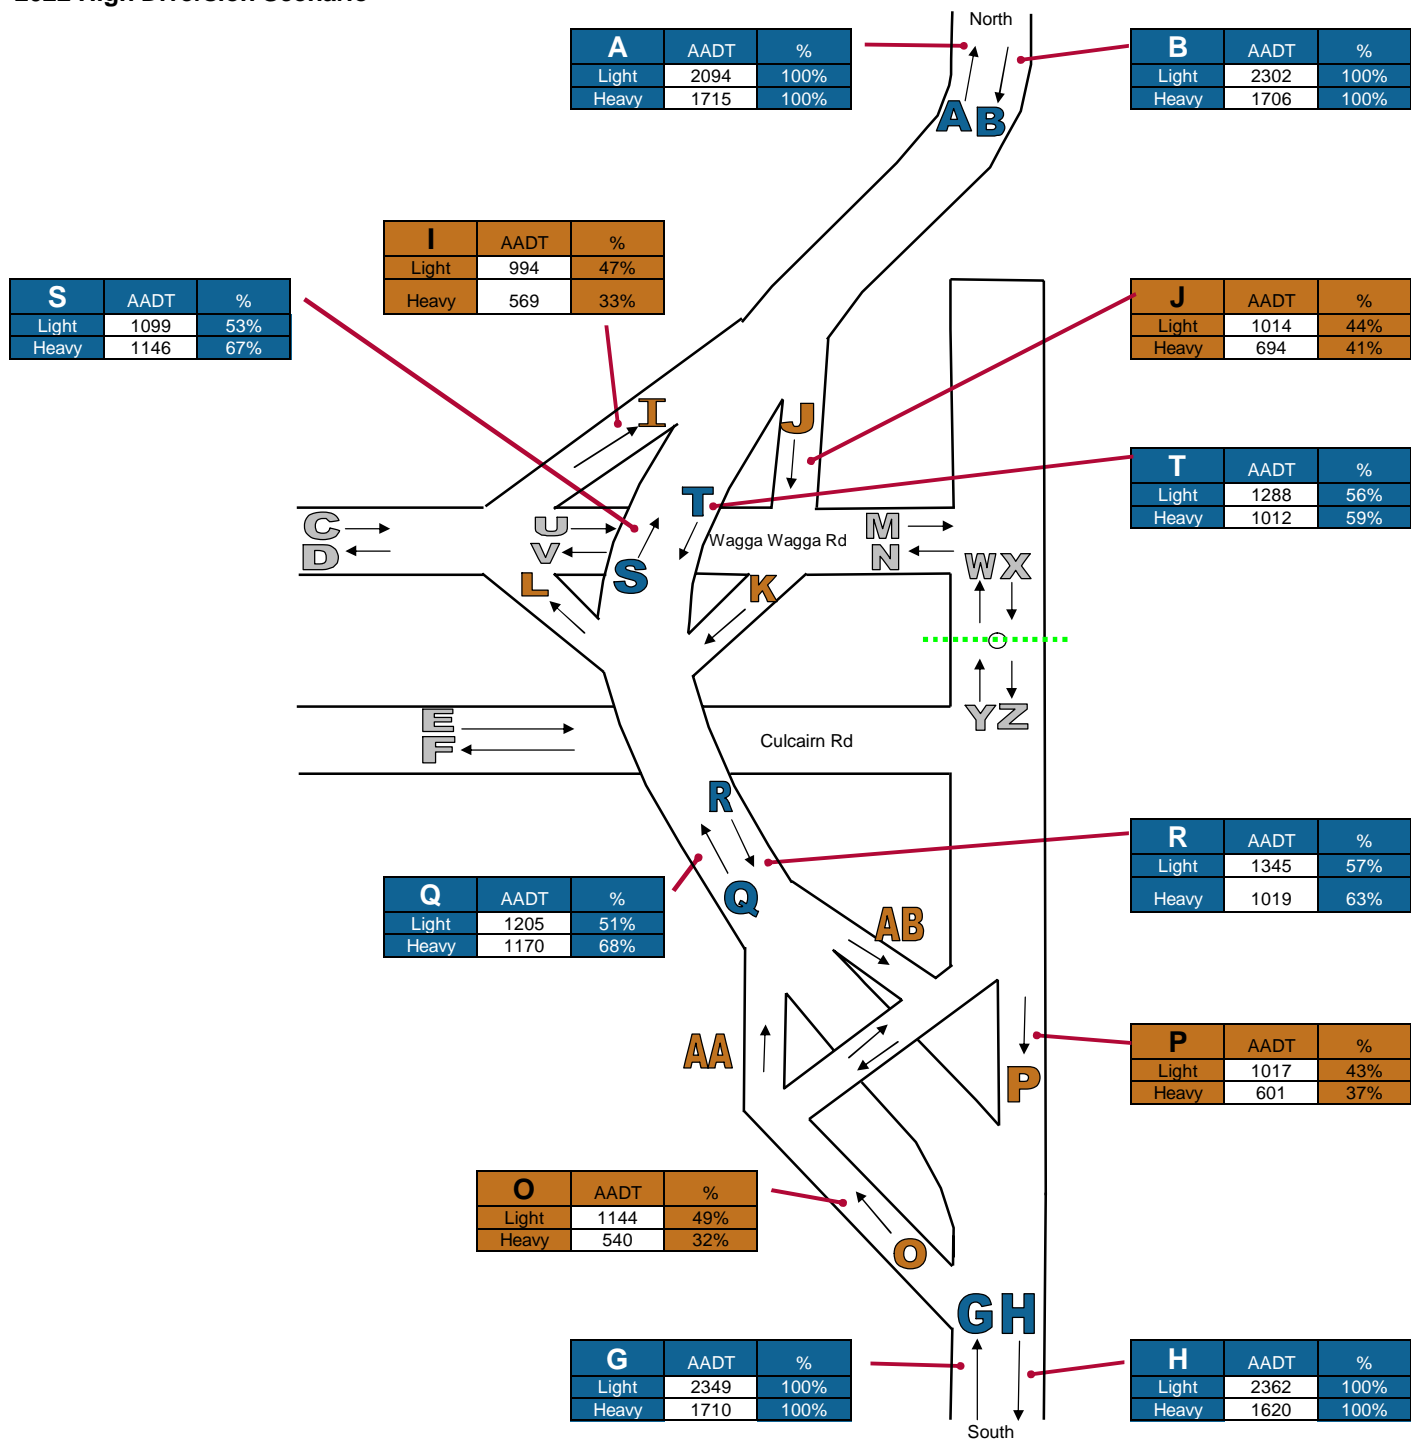 2022 High Diversion Scenario
North
A AADT %
Light 2094 100%
Heavy 1715 100%
B AADT %
Light 2302 100%
Heavy 1706 100%
A B
I AADT %
Light 994 47%
Heavy 569 33%
S AADT %
Light 1099 53%
Heavy 1146 67%
J AADT %
Light 1014 44%
Heavy 694 41%
I
J
T AADT %
Light 1288 56%
Heavy 1012 59%
T
C
D
U
V
Wagga Wagga Rd
M
N
S
L
K
W X
Y Z
E
F
Culcairn Rd
R
R AADT %
Light 1345 57%
Heavy 1019 63%
Q AADT %
Light 1205 51%
Heavy 1170 68%
Q
AB
AA
P
P AADT %
Light 1017 43%
Heavy 601 37%
O AADT %
Light 1144 49%
Heavy 540 32%
O
G H
G AADT %
Light 2349 100%
Heavy 1710 100%
H AADT %
Light 2362 100%
Heavy 1620 100%
South